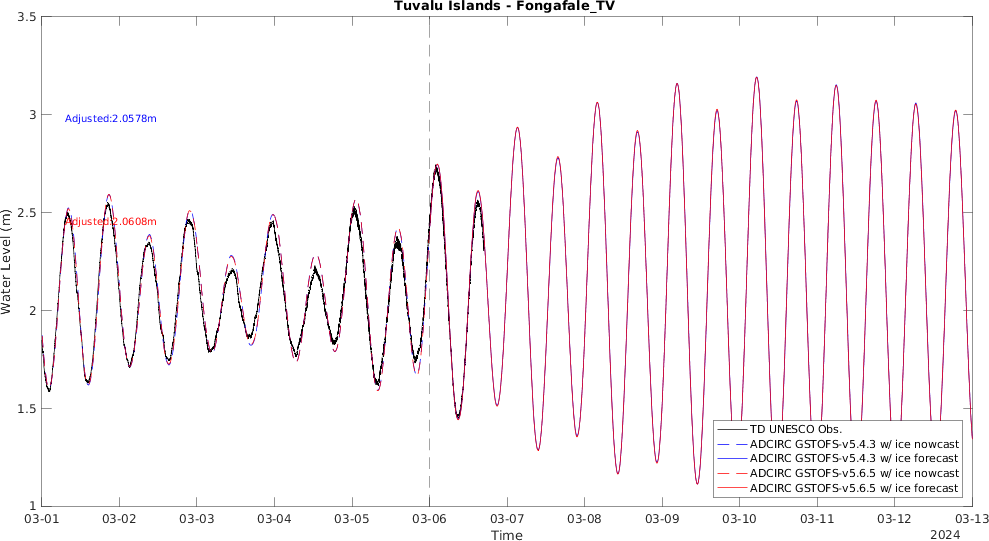 Tuvalu Islands - Fongafale_TV
3.5
3
2.5
2
1.5
1
Water Level (m)
Adjusted:2.0578m
Adjusted:2.0608m
TD UNESCO Obs.
ADCIRC GSTOFS-v5.4.3 w/ ice nowcast
ADCIRC GSTOFS-v5.4.3 w/ ice forecast
ADCIRC GSTOFS-v5.6.5 w/ ice nowcast
ADCIRC GSTOFS-v5.6.5 w/ ice forecast
03-01 03-02 03-03 03-04 03-05 03-06 03-07 03-08 03-09 03-10 03-11 03-12 03-13
Time
2024